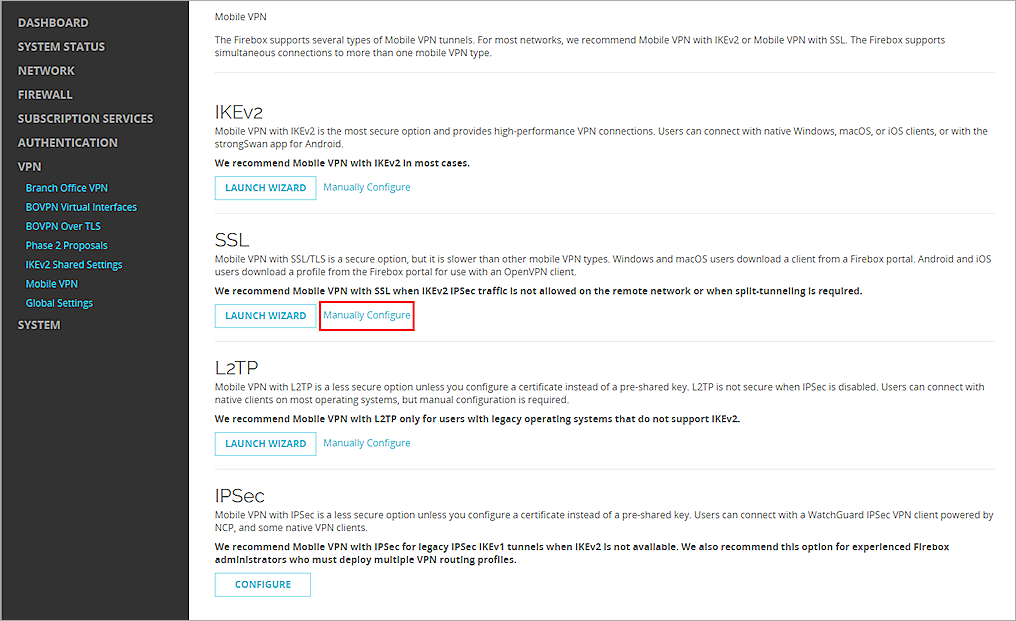 DASHBOARD
SYSTEM STATUS
NETWORK
FIREWALL
SUBSCRIPTION SERVICES
AUTHENTICATION
VPN
Branch Office VPN
BOVPN Virtual Interfaces
BOVPN Over TLS
Phase 2 Proposals
IKEv2 Shared Settings
Mobile VPN
Global Settings
SYSTEM
Mobile VPN
The Firebox supports several types of Mobile VPN tunnels. For most networks, we recommend Mobile VPN with IKEv2 or Mobile VPN with SSL. The Firebox supports
simultaneous connections to more than one mobile VPN type.
IKEv2
Mobile VPN with IKEv2 is the most secure option and provides high-performance VPN connections. Users can connect with native Windows, macOS, or iOS clients, or with the
strongSwan app for Android.
We recommend Mobile VPN with IKEv2 in most cases.
LAUNCH WIZARD Manually Configure
SSL
Mobile VPN with SSL/TLS is a secure option, but it is slower than other mobile VPN types. Windows and macOS users download a client from a Firebox portal. Android and iOS
users download a profile from the Firebox portal for use with an OpenVPN client.
We recommend Mobile VPN with SSL when IKEv2 IPSec traffic is not allowed on the remote network or when split-tunneling is required.
LAUNCH WIZARD Manually Configure
L2TP
Mobile VPN with L2TP is a less secure option unless you configure a certificate instead of a pre-shared key. L2TP is not secure when IPSec is disabled. Users can connect with
native clients on most operating systems, but manual configuration is required.
We recommend Mobile VPN with L2TP only for users with legacy operating systems that do not support IKEv2.
LAUNCH WIZARD Manually Configure
IPSec
Mobile VPN with IPSec is a less secure option unless you configure a certificate instead of a pre-shared key. Users can connect with a WatchGuard IPSec VPN client powered by
NCP, and some native VPN clients.
We recommend Mobile VPN with IPSec for legacy IPSec IKEv1 tunnels when IKEv2 is not available. We also recommend this option for experienced Firebox
administrators who must deploy multiple VPN routing profiles.
CONFIGURE